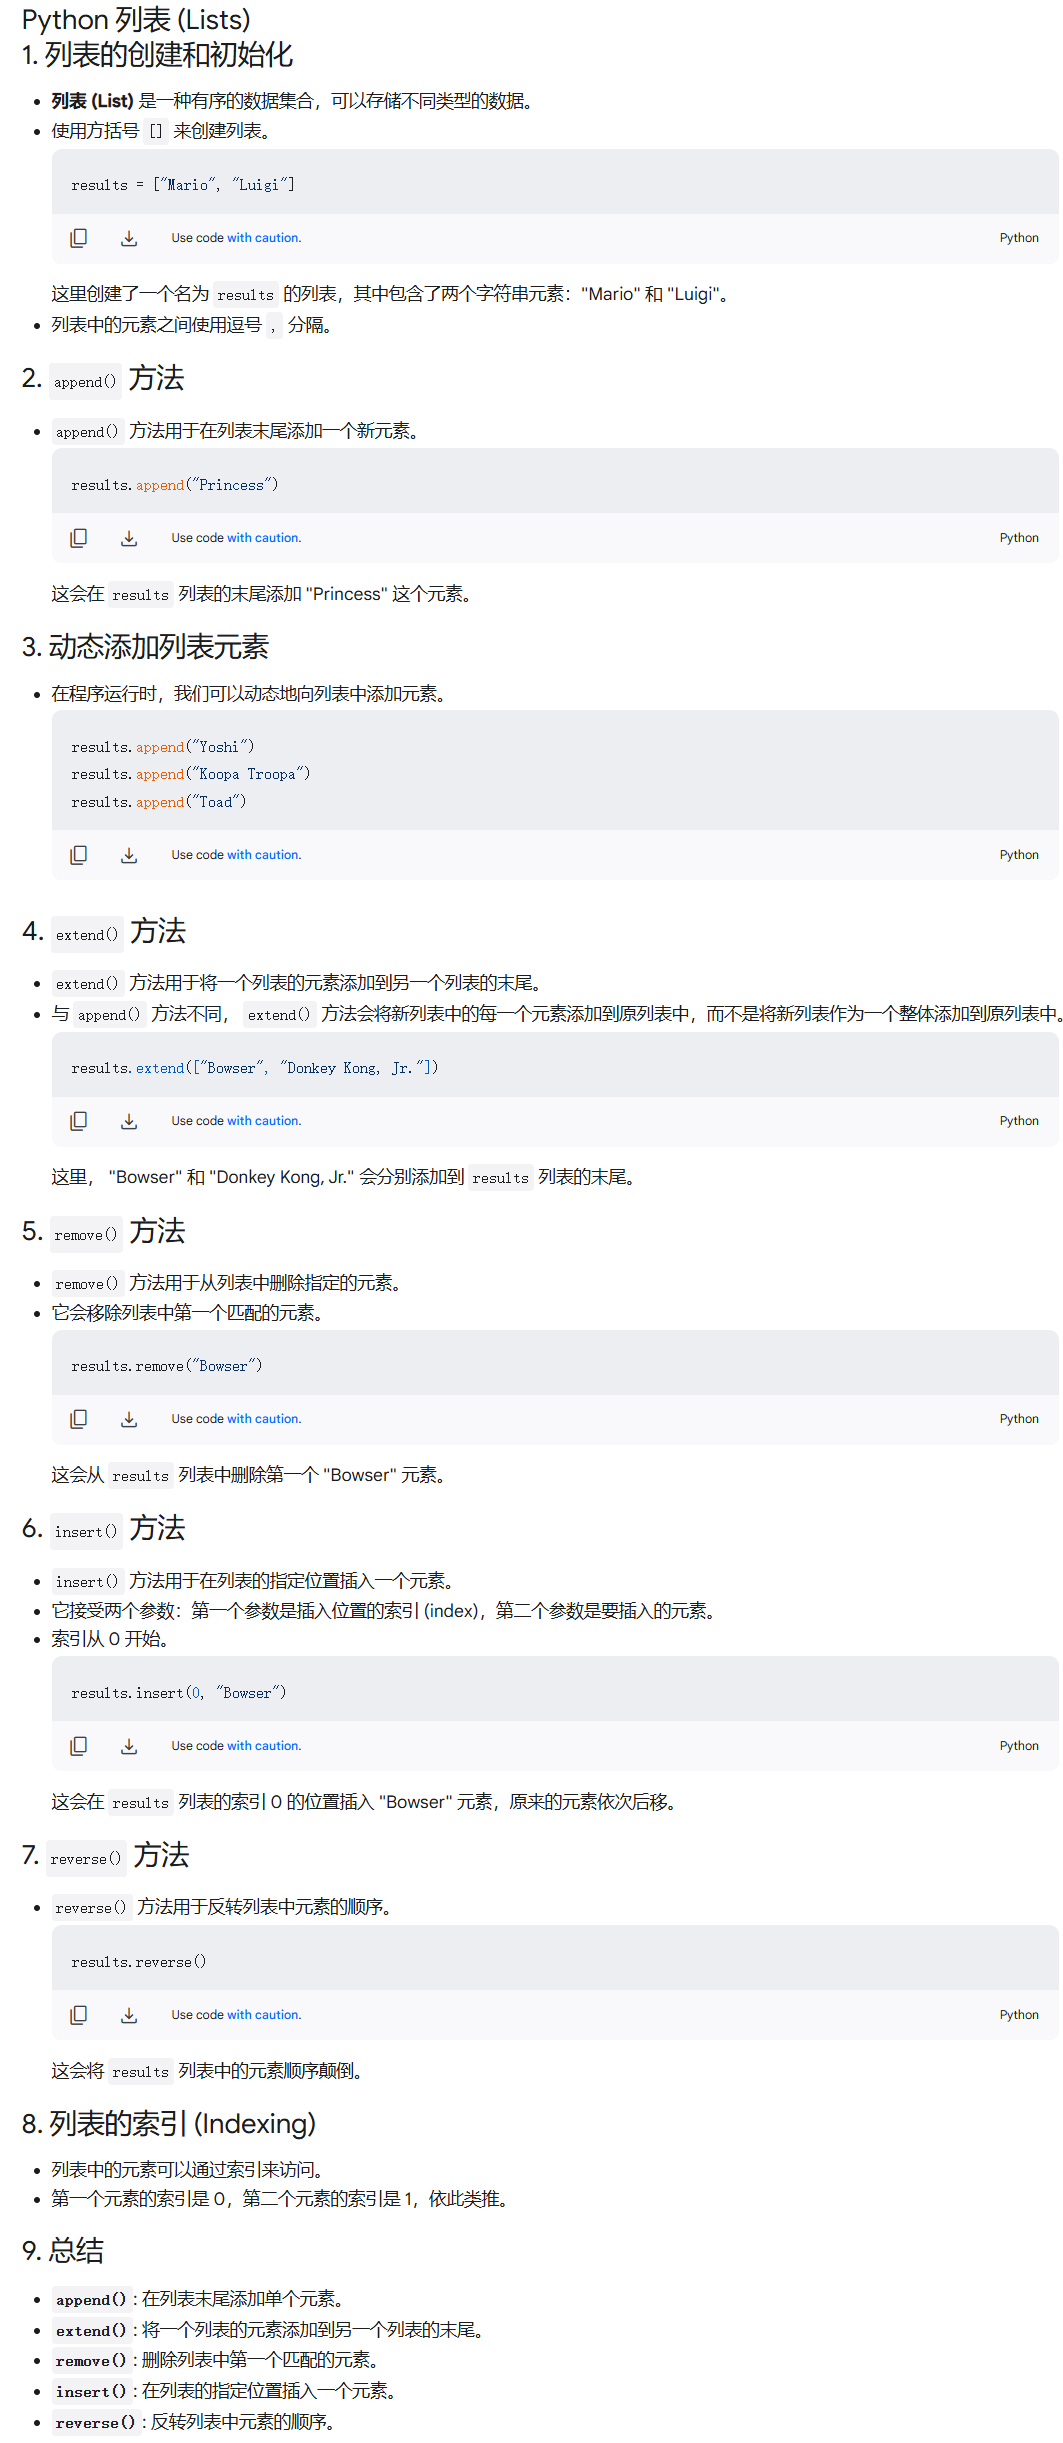 Python 列表 (Lists)
1. 列表的创建和初始化
• 列表 (List) 是一种有序的数据集合，可以存储不同类型的数据。
• 使用方括号 [] 来创建列表。
results = ["Mario", "Luigi"]
Use code with caution. Python
这里创建了一个名为 results 的列表，其中包含了两个字符串元素："Mario" 和 "Luigi"。
• 列表中的元素之间使用逗号 , 分隔。
2. append() 方法
• append() 方法用于在列表末尾添加一个新元素。
results.append("Princess")
Use code with caution. Python
这会在 results 列表的末尾添加 "Princess" 这个元素。
3. 动态添加列表元素
• 在程序运行时，我们可以动态地向列表中添加元素。
results.append("Yoshi")
results.append("Koopa Troopa")
results.append("Toad")
Use code with caution. Python
4. extend() 方法
• extend() 方法用于将一个列表的元素添加到另一个列表的末尾。
• 与 append() 方法不同， extend() 方法会将新列表中的每一个元素添加到原列表中，而不是将新列表作为一个整体添加到原列表中。
results.extend(["Bowser", "Donkey Kong, Jr."])
Use code with caution. Python
这里， "Bowser" 和 "Donkey Kong, Jr." 会分别添加到 results 列表的末尾。
5. remove() 方法
• remove() 方法用于从列表中删除指定的元素。
• 它会移除列表中第一个匹配的元素。
results.remove("Bowser")
Use code with caution. Python
这会从 results 列表中删除第一个 "Bowser" 元素。
6. insert() 方法
• insert() 方法用于在列表的指定位置插入一个元素。
• 它接受两个参数：第一个参数是插入位置的索引 (index)，第二个参数是要插入的元素。
• 索引从 0 开始。
results.insert(0, "Bowser")
Use code with caution. Python
这会在 results 列表的索引 0 的位置插入 "Bowser" 元素，原来的元素依次后移。
7. reverse() 方法
• reverse() 方法用于反转列表中元素的顺序。
results.reverse()
Use code with caution. Python
这会将 results 列表中的元素顺序颠倒。
8. 列表的索引 (Indexing)
• 列表中的元素可以通过索引来访问。
• 第一个元素的索引是 0，第二个元素的索引是 1，依此类推。
9. 总结
• append() : 在列表末尾添加单个元素。
• extend() : 将一个列表的元素添加到另一个列表的末尾。
• remove() : 删除列表中第一个匹配的元素。
• insert() : 在列表的指定位置插入一个元素。
• reverse() : 反转列表中元素的顺序。